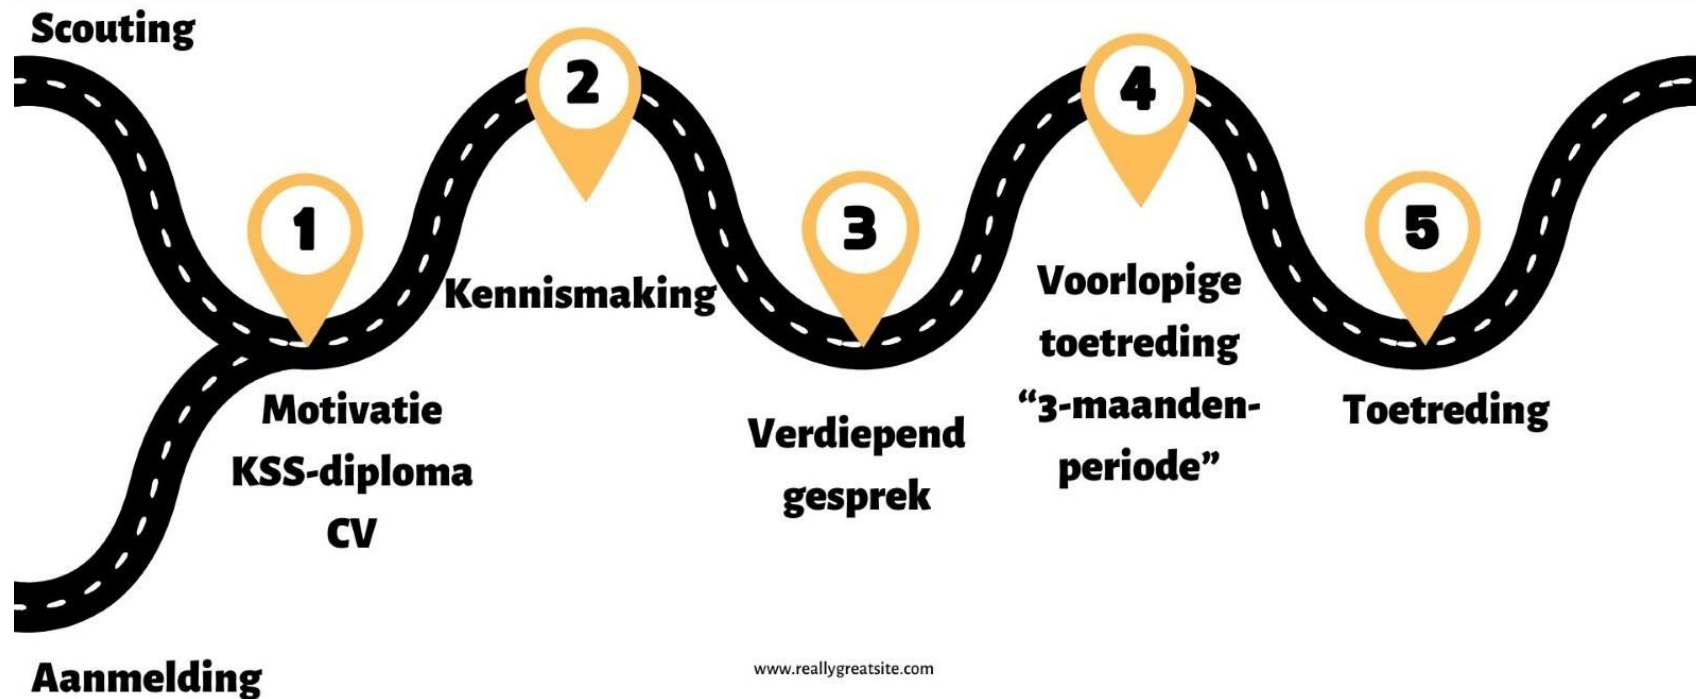 Scouting
1
Motivatie
KSS-diploma
CV
2
Kennismaking
3
Verdiepend
gesprek
4
Voorlopige
toetreding
“3-maanden-
periode”
5
Toetreding
Aanmelding
www.reallygreatsite.com